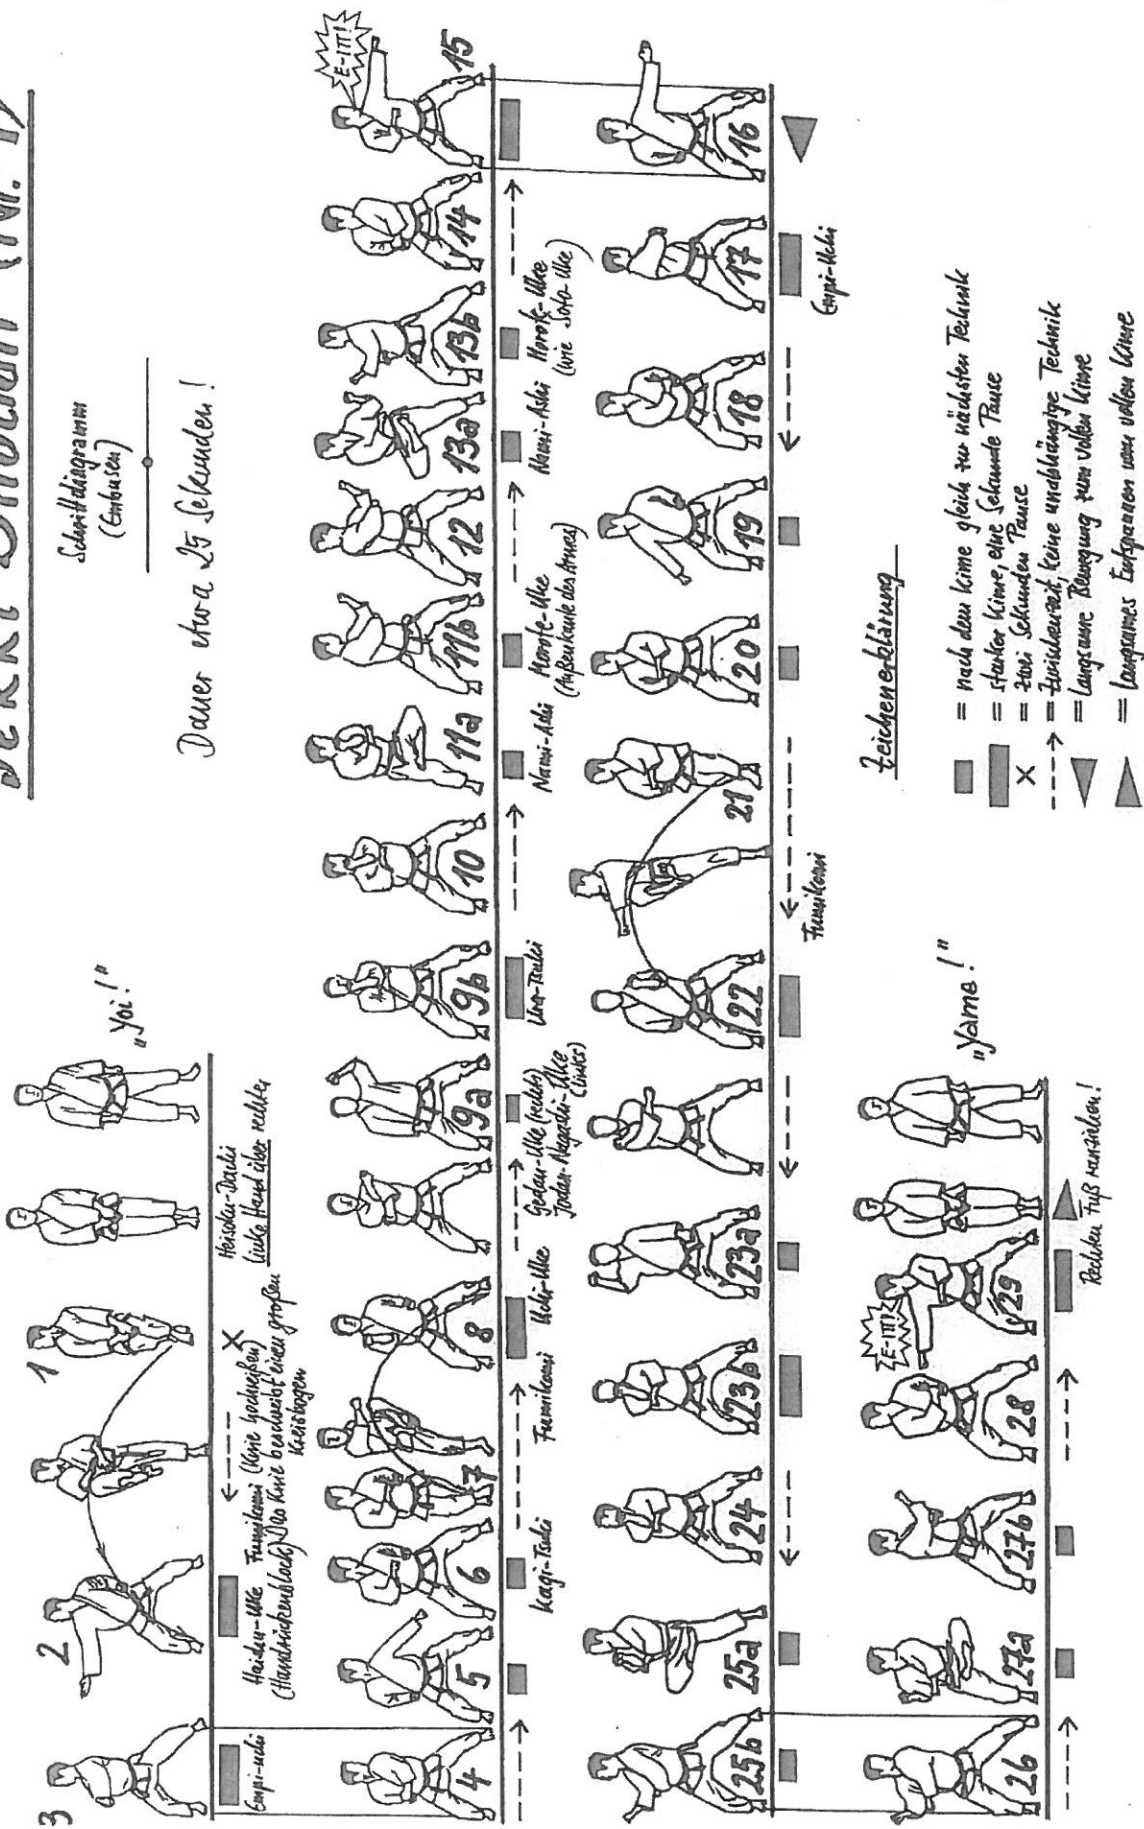 TEKKI Shodan (Nr. 1)
Schrittdiagramm
(Embusen)
Dauer etwa 25 Sekunden!
3 2 1 „Yoi!"
Empi-uchi
Haishu-Uke Fumikomi (Knie hochreißen) X
(Handrückenblock) Das Knie beschreibt einen großen
Kreisbogen
Heisoku-Dachi
linke Hand über rechter
4 5 6 7 8 9a 9b 10 11a 11b 12 13a 13b 14 15
E-ITI!
Kagi-Tsuki Fumikomi Uchi-Uke
Gedan-Uke (rechts)
Jodan-Nagashi-Uke
(links)
Ura-Tsuki
Nami-Ashi Morote-Uke
(Außenkante des Armes)
Nami-Ashi Morote-Uke
(wie Soto-Uke)
25b 25a 24 23b 23a 22 21 20 19 18 17 16
Fumikomi
Empi-Uchi
26 27a 27b 28 29 „Yame!"
E-ITI!
Rechten Fuß ranziehen!
Zeichenerklärung
= nach dem Kime gleich zur nächsten Technik
= starker Kime, eine Sekunde Pause
X = zwei Sekunden Pause
= Zwischenzeit, keine unabhängige Technik
= Langsame Bewegung zum vollen Kime
= Langsames Entspannen vom vollen Kime